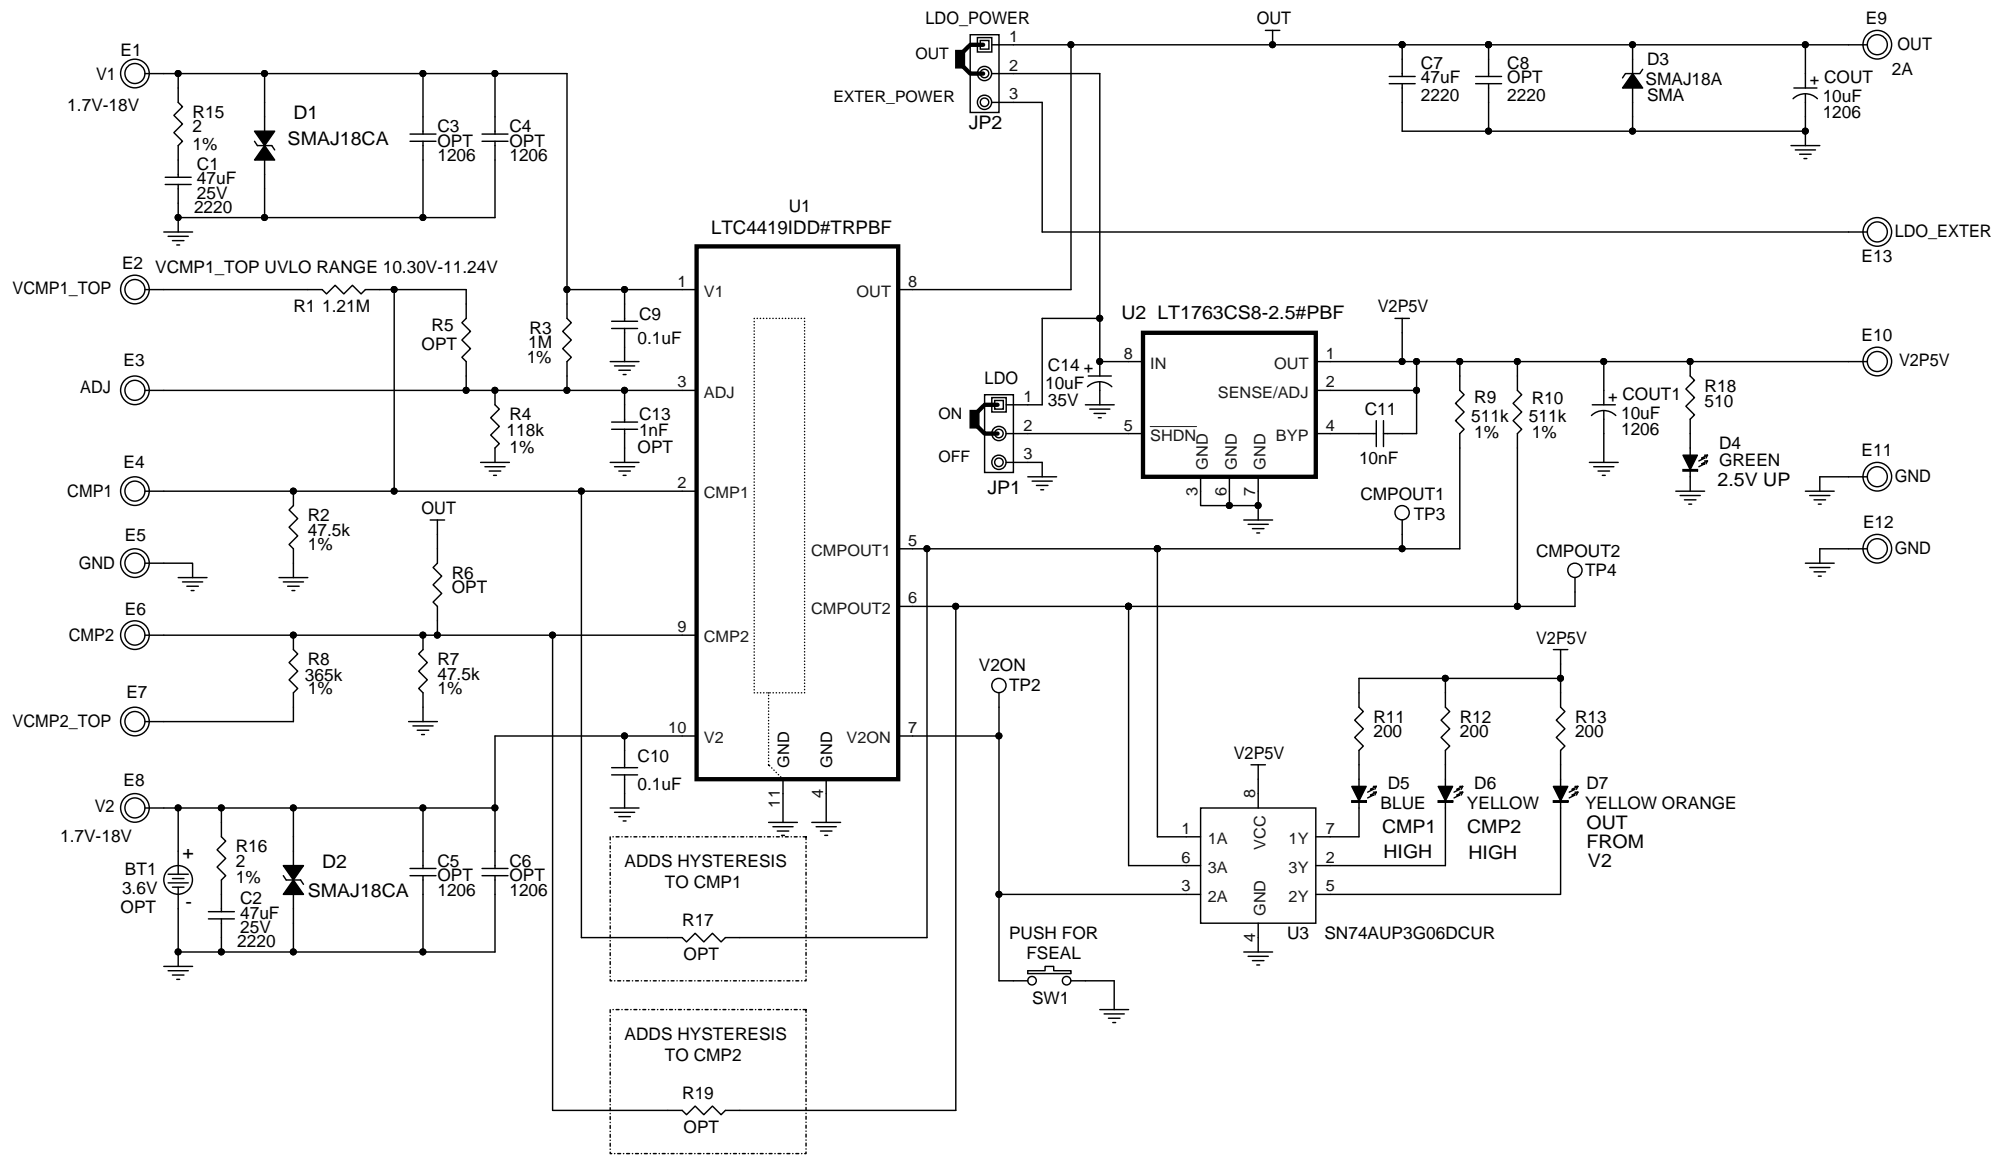 E1
V1
1.7V-18V
R15
2
1%
C1
47uF
25V
2220
D1
SMAJ18CA
C3
OPT
1206
C4
OPT
1206
E2
VCMP1_TOP
VCMP1_TOP UVLO RANGE 10.30V-11.24V
R1 1.21M
R5
OPT
R3
1M
1%
C9
0.1uF
E3
ADJ
R4
118k
1%
C13
1nF
OPT
E4
CMP1
R2
47.5k
1%
E5
GND
OUT
R6
OPT
E6
CMP2
R8
365k
1%
R7
47.5k
1%
E7
VCMP2_TOP
C10
0.1uF
E8
V2
1.7V-18V
+
BT1
3.6V
OPT
-
R16
2
1%
C2
47uF
25V
2220
D2
SMAJ18CA
C5
OPT
1206
C6
OPT
1206
U1
LTC4419IDD#TRPBF
1
V1
3
ADJ
2
CMP1
9
CMP2
10
V2
GND
11
GND
4
OUT
8
CMPOUT1
5
CMPOUT2
6
V2ON
7
ADDS HYSTERESIS
TO CMP1
R17
OPT
ADDS HYSTERESIS
TO CMP2
R19
OPT
LDO_POWER
OUT
EXTER_POWER
1
2
3
JP2
OUT
C7
47uF
2220
C8
OPT
2220
D3
SMAJ18A
SMA
+
COUT
10uF
1206
E9
OUT
2A
LDO_EXTER
E13
U2 LT1763CS8-2.5#PBF
C14
+
10uF
35V
8
IN
5
SHDN
GND
GND
GND
3
6
7
OUT
1
SENSE/ADJ
2
BYP
4
C11
10nF
LDO
ON
OFF
1
2
3
JP1
V2P5V
R9
511k
1%
R10
511k
1%
+
COUT1
10uF
1206
R18
510
D4
GREEN
2.5V UP
E10
V2P5V
E11
GND
E12
GND
CMPOUT1
TP3
CMPOUT2
TP4
V2ON
TP2
V2P5V
R11
200
R12
200
R13
200
D5
BLUE
CMP1
HIGH
D6
YELLOW
CMP2
HIGH
D7
YELLOW ORANGE
OUT
FROM
V2
V2P5V
8
VCC
1
1A
6
3A
3
2A
GND
4
1Y
7
3Y
2
2Y
5
U3 SN74AUP3G06DCUR
PUSH FOR
FSEAL
SW1